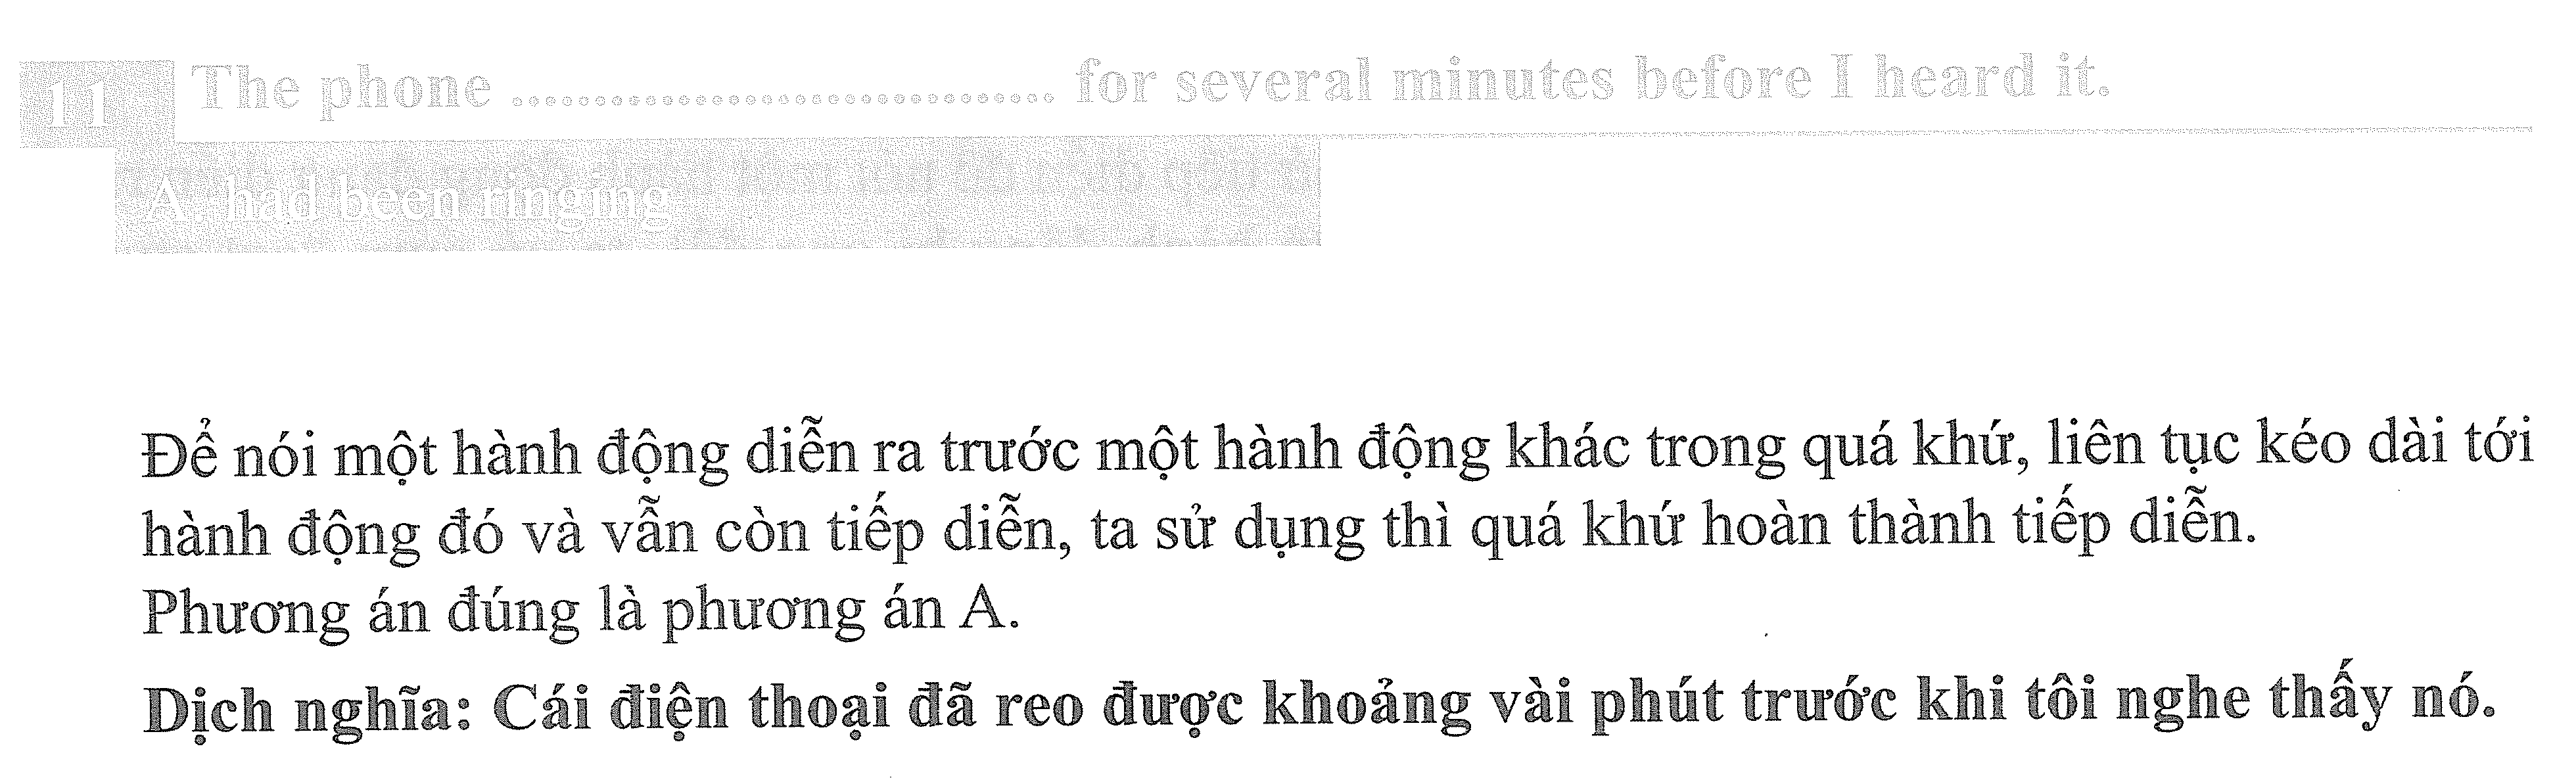 11 The phone .................................. for several minutes before I heard it.
A. had been ringing
Để nói một hành động diễn ra trước một hành động khác trong quá khứ, liên tục kéo dài tới
hành động đó và vẫn còn tiếp diễn, ta sử dụng thì quá khứ hoàn thành tiếp diễn.
Phương án đúng là phương án A.
Dịch nghĩa: Cái điện thoại đã reo được khoảng vài phút trước khi tôi nghe thấy nó.